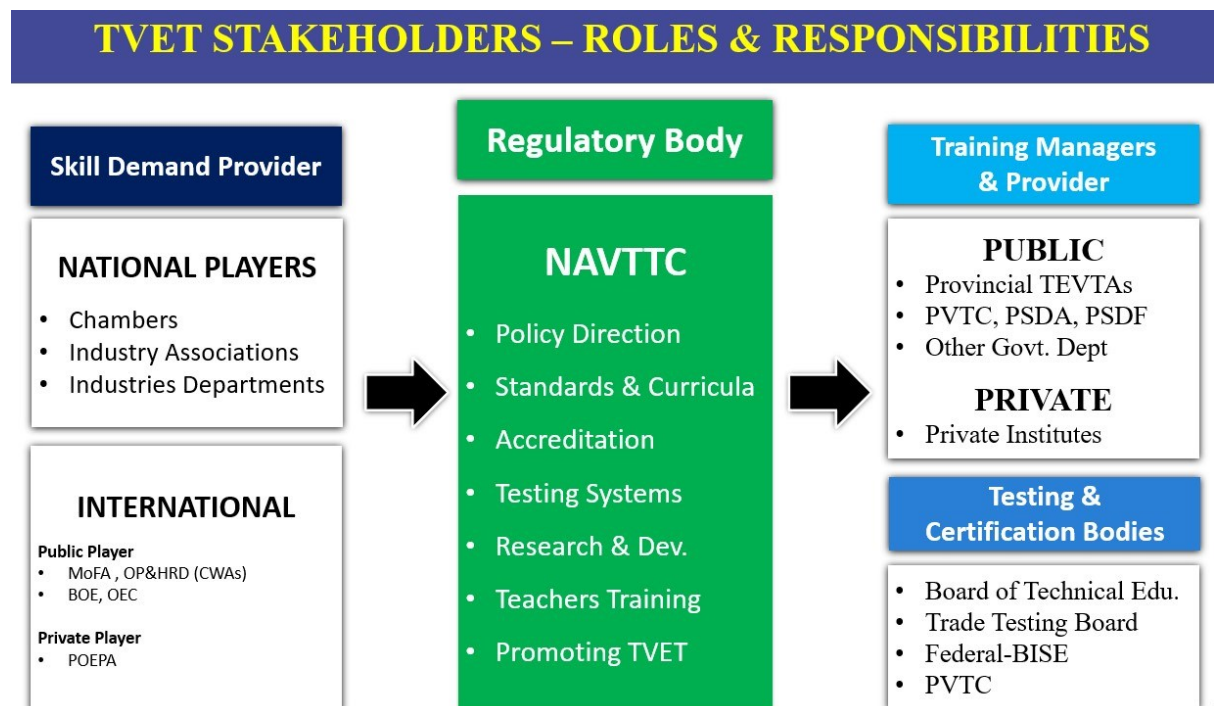 TVET STAKEHOLDERS – ROLES & RESPONSIBILITIES
Skill Demand Provider
NATIONAL PLAYERS
• Chambers
• Industry Associations
• Industries Departments
INTERNATIONAL
Public Player
• MoFA , OP&HRD (CWAs)
• BOE, OEC
Private Player
• POEPA
Regulatory Body
NAVTTC
• Policy Direction
• Standards & Curricula
• Accreditation
• Testing Systems
• Research & Dev.
• Teachers Training
• Promoting TVET
Training Managers
& Provider
PUBLIC
• Provincial TEVTAs
• PVTC, PSDA, PSDF
• Other Govt. Dept
PRIVATE
• Private Institutes
Testing &
Certification Bodies
• Board of Technical Edu.
• Trade Testing Board
• Federal-BISE
• PVTC